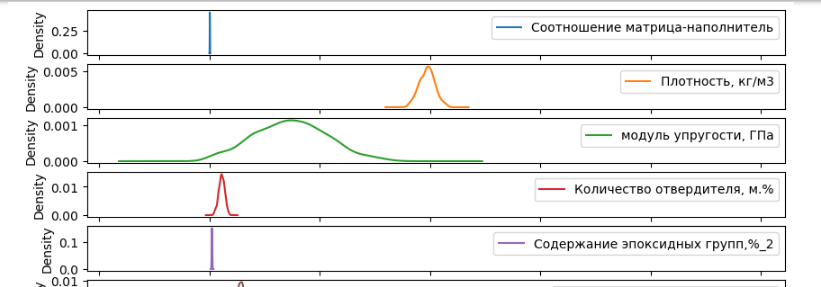 Density
0.25
0.00
Соотношение матрица-наполнитель
Density
0.005
0.000
Плотность, кг/м3
Density
0.001
0.000
модуль упругости, ГПа
Density
0.01
0.00
Количество отвердителя, м.%
Density
0.1
0.0
Содержание эпоксидных групп,%_2
0.01